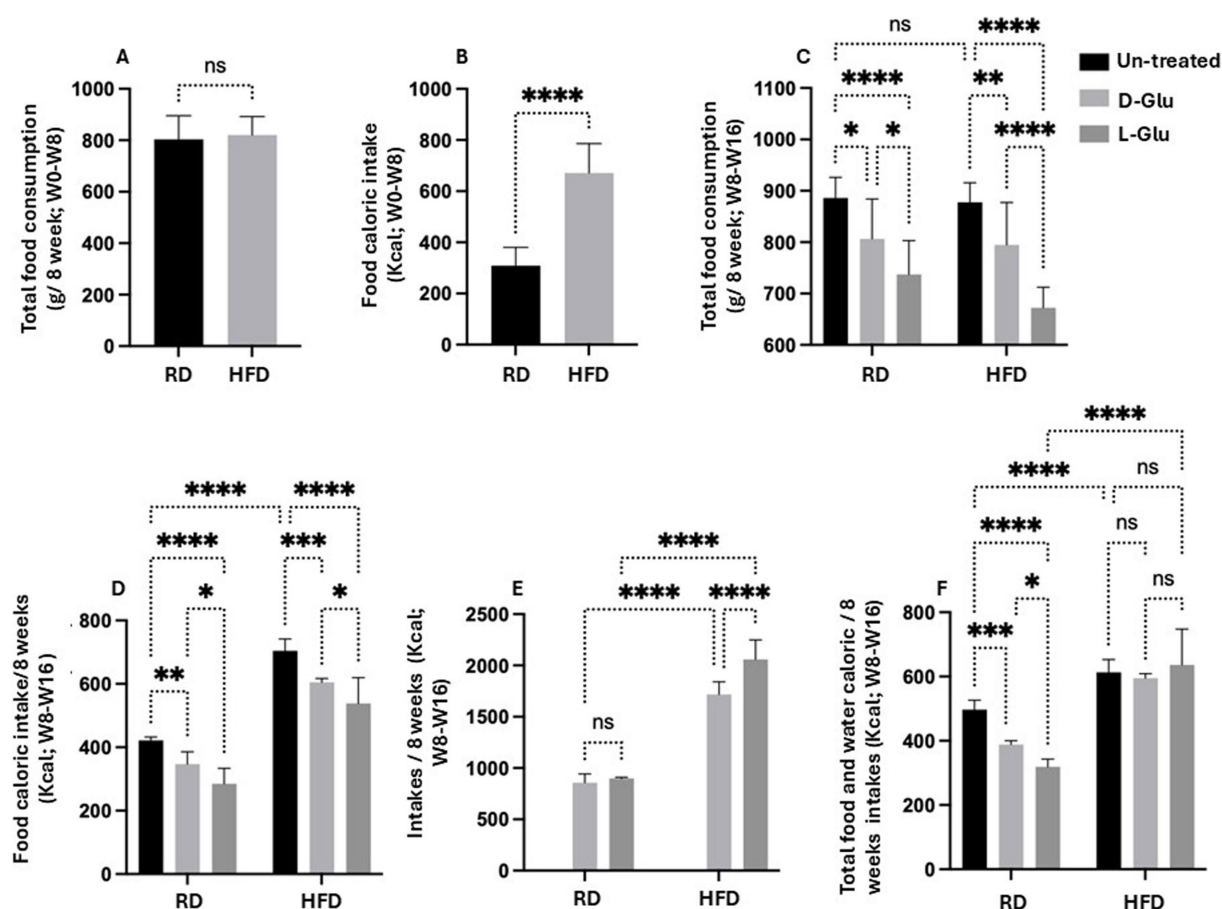 A
ns
Total food consumption
(g/ 8 week; W0-W8)
1000
800
600
400
200
0
RD HFD
B
****
Food caloric intake
(Kcal; W0-W8)
1000
800
600
400
200
0
RD HFD
C
ns ****
**** **
* * ****
Total food consumption
(g/ 8 week; W8-W16)
1100
1000
900
800
700
600
RD HFD
Un-treated
D-Glu
L-Glu
D
**** ****
**** ***
* *
**
Food caloric intake/8 weeks
(Kcal; W8-W16)
800
600
400
200
0
RD HFD
E
****
**** ****
ns
Intakes / 8 weeks (Kcal;
W8-W16)
2500
2000
1500
1000
500
0
RD HFD
F
****
**** ns
**** ns
* ns
***
Total food and water caloric / 8
weeks intakes (Kcal; W8-W16)
800
600
400
200
0
RD HFD